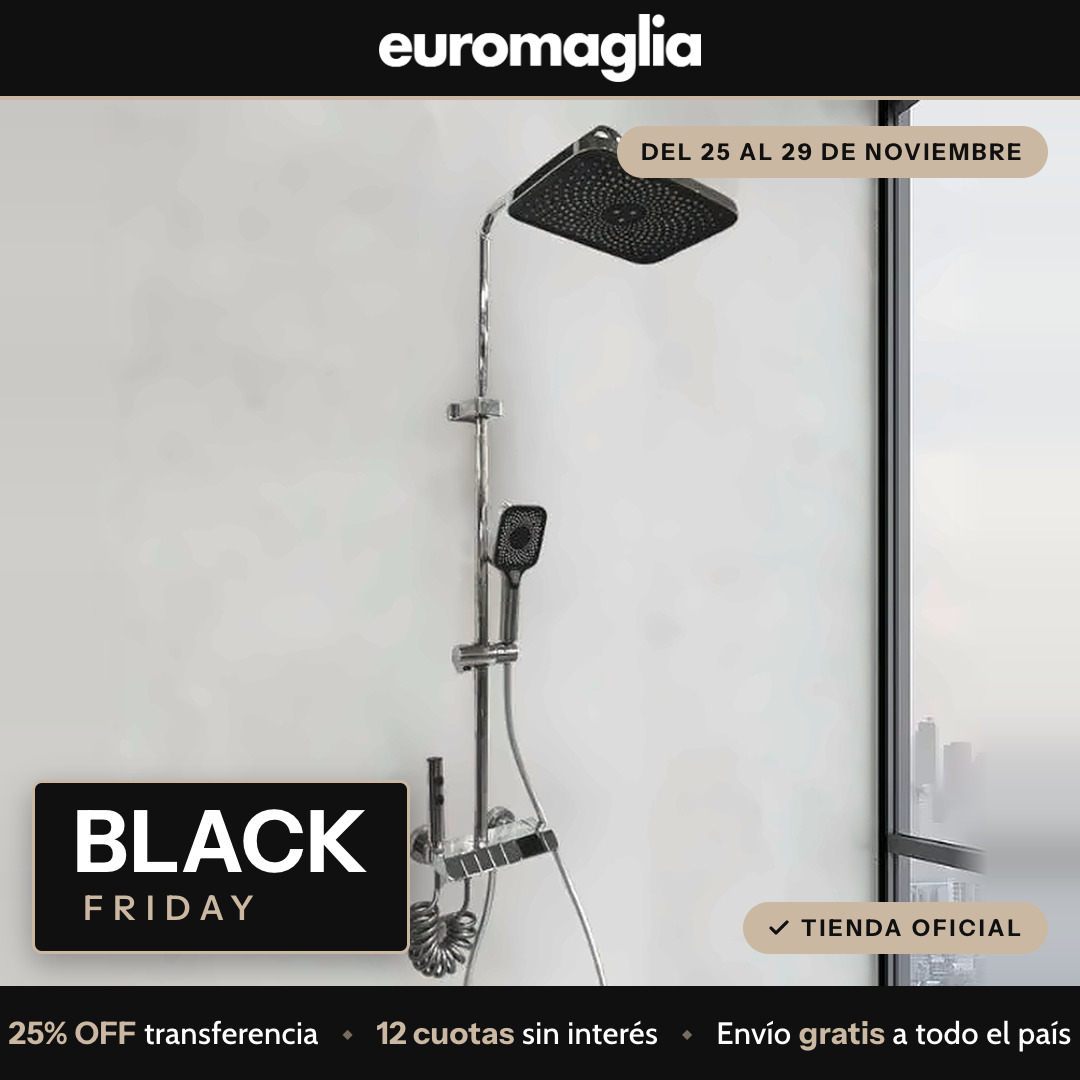 euromaglia
DEL 25 AL 29 DE NOVIEMBRE
BLACK
FRIDAY
TIENDA OFICIAL
25% OFF transferencia ◆ 12 cuotas sin interés ◆ Envío gratis a todo el país